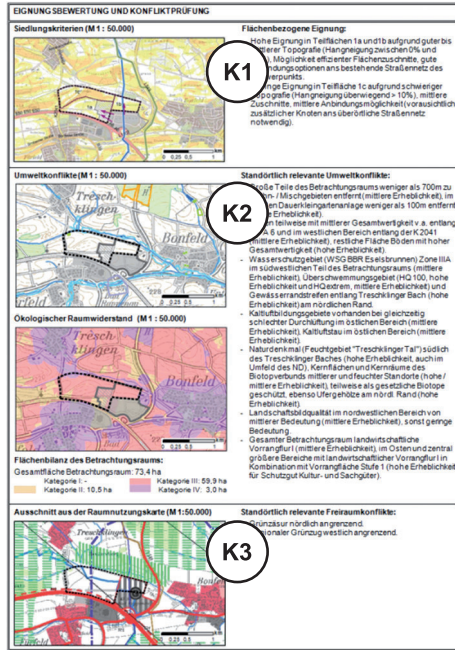 EIGNUNGSBEWERTUNG UND KONFLIKTPRÜFUNG
Siedlungskriterien (M 1 : 50.000)
K1
Flächenbezogene Eignung:
Hohe Eignung in Teilflächen 1a und 1b aufgrund guter bis
mittlerer Topografie (Hangneigung zwischen 0% und
Möglichkeit effizienter Flächenzuschnitte, gute
Anbindungsoptionen ans bestehende Straßennetz des
Schwerpunkts.
Eignung in Teilfläche 1c aufgrund schwieriger
Topografie (Hangneigung überwiegend > 10%), mittlere
Zuschnitte, mittlere Anbindungsmöglichkeit (voraussichtlich
zusätzlicher Knoten ans überörtliche Straßennetz
notwendig).
Umweltkonflikte (M 1 : 50.000)
Tresch-
klingen
Bonfeld
K2
Standörtlich relevante Umweltkonflikte:
Große Teile des Betrachtungsraums weniger als 700m zu
- / Mischgebieten entfernt (mittlere Erheblichkeit), im
Dauerkleingartenanlage weniger als 100m entfernt
Erheblichkeit).
teilweise mit mittlerer Gesamtwertigkeit v.a. entlang
A 6 und im westlichen Bereich entlang der K 2041
(mittlere Erheblichkeit), restliche Fläche Böden mit hoher
Gesamtwertigkeit (hohe Erheblichkeit).
- Wasserschutzgebiet (WSG BBR Eselsbrunnen) Zone IIIA
im südwestlichen Teil des Betrachtungsraums (mittlere
Erheblichkeit), Überschwemmungsgebiet (HQ100, hohe
Erheblichkeit und HQextrem, mittlere Erheblichkeit) und
Gewässerrandstreifen entlang Treschklinger Bach (hohe
Erheblichkeit) am nördlichen Rand.
- Kaltluftbildungsgebiete vorhanden bei gleichzeitig
schlechter Durchlüftung im östlichen Bereich (mittlere
Erheblichkeit), Kaltluftstau im östlichen Bereich (mittlere
Erheblichkeit).
- Naturdenkmal (Feuchtgebiet "Treschklinger Tal") südlich
des Treschklinger Baches (hohe Erheblichkeit, auch im
Umfeld des ND), Kernflächen und Kernräume des
Biotopverbunds mittlerer und feuchter Standorte (hohe /
mittlere Erheblichkeit), teilweise als gesetzliche Biotope
geschützt, ebenso Ufergehölze am nördl. Rand (hohe
Erheblichkeit).
- Landschaftsbildqualität im nordwestlichen Bereich von
mittlerer Bedeutung (mittlere Erheblichkeit), sonst geringe
Bedeutung.
- Gesamter Betrachtungsraum landwirtschaftliche
Vorrangflur I (mittlere Erheblichkeit), im Osten und zentral
größere Bereiche mit landwirtschaftlicher Vorrangflur I in
Kombination mit Vorrangfläche Stufe 1 (hohe Erheblichkeit
für Schutzgut Kultur- und Sachgüter).
Ökologischer Raumwiderstand (M 1 : 50.000)
Tresch-
klingen
Bonfeld
Flächenbilanz des Betrachtungsraums:
Gesamtfläche Betrachtungsraum: 73,4 ha
Kategorie I: - Kategorie III: 59,9 ha
Kategorie II: 10,5 ha Kategorie IV: 3,0 ha
Ausschnitt aus der Raumnutzungskarte (M 1:50.000)
Treschklingen
Fürfeld
K3
Standörtlich relevante Freiraumkonflikte:
Grünzäsur nördlich angrenzend.
Regionaler Grünzug westlich angrenzend.